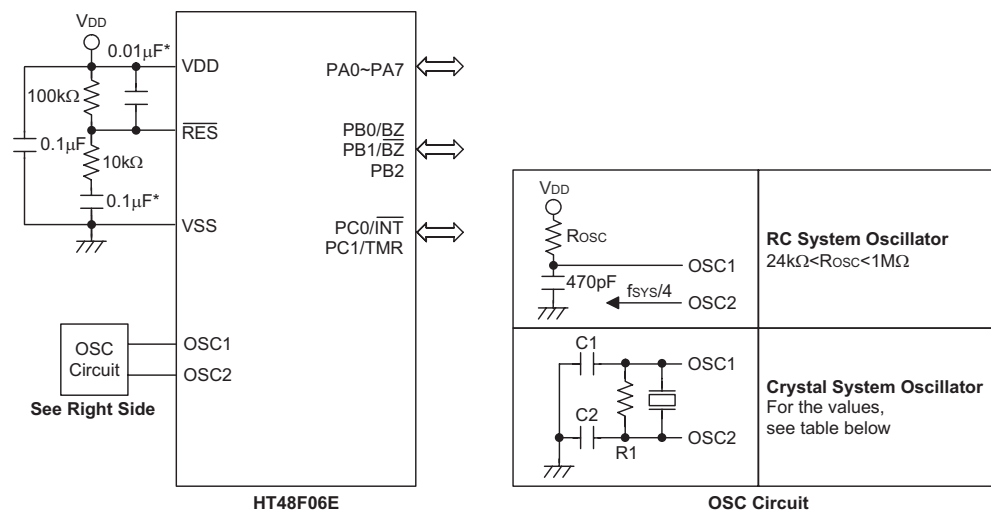 VDD
0.01μF*
VDD
100kΩ
RES
0.1μF
10kΩ
0.1μF*
VSS
PA0~PA7
PB0/BZ
PB1/BZ
PB2
PC0/INT
PC1/TMR
OSC
Circuit
See Right Side
OSC1
OSC2
HT48F06E
VDD
ROSC
OSC1
470pF
fSYS/4
OSC2
RC System Oscillator
24kΩ<ROSC<1MΩ
C1
OSC1
C2
OSC2
R1
Crystal System Oscillator
For the values,
see table below
OSC Circuit